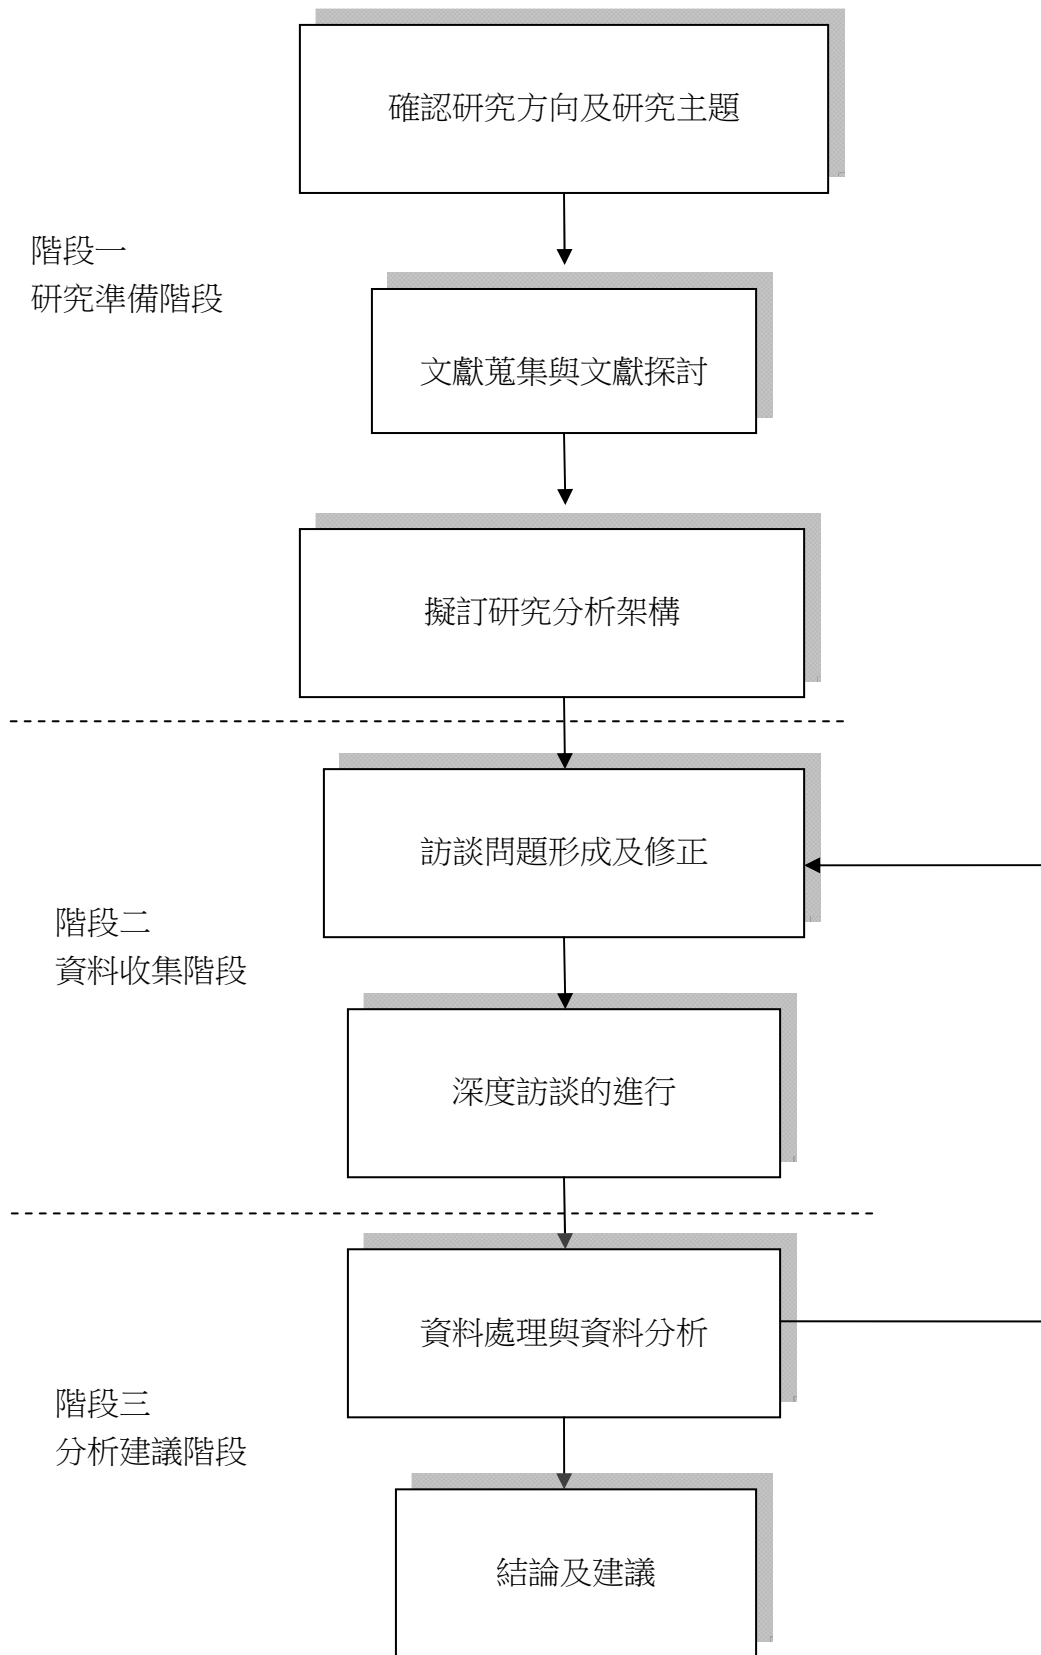 確認研究方向及研究主題
階段一
研究準備階段
文獻蒐集與文獻探討
擬訂研究分析架構
訪談問題形成及修正
階段二
資料收集階段
深度訪談的進行
資料處理與資料分析
階段三
分析建議階段
結論及建議